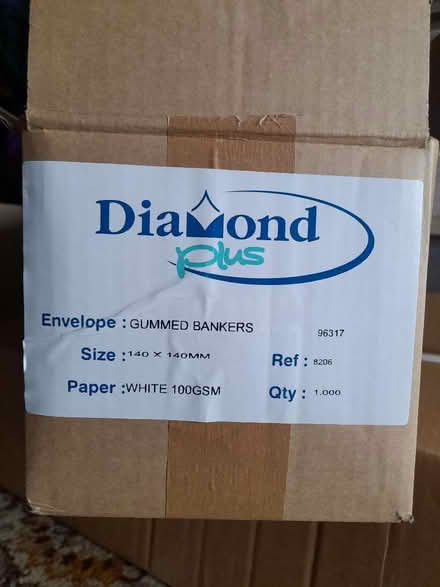 Diamond
plus
Envelope : GUMMED BANKERS 96317
Size : 140 X 140MM Ref : 8206
Paper : WHITE 100GSM Qty : 1.000